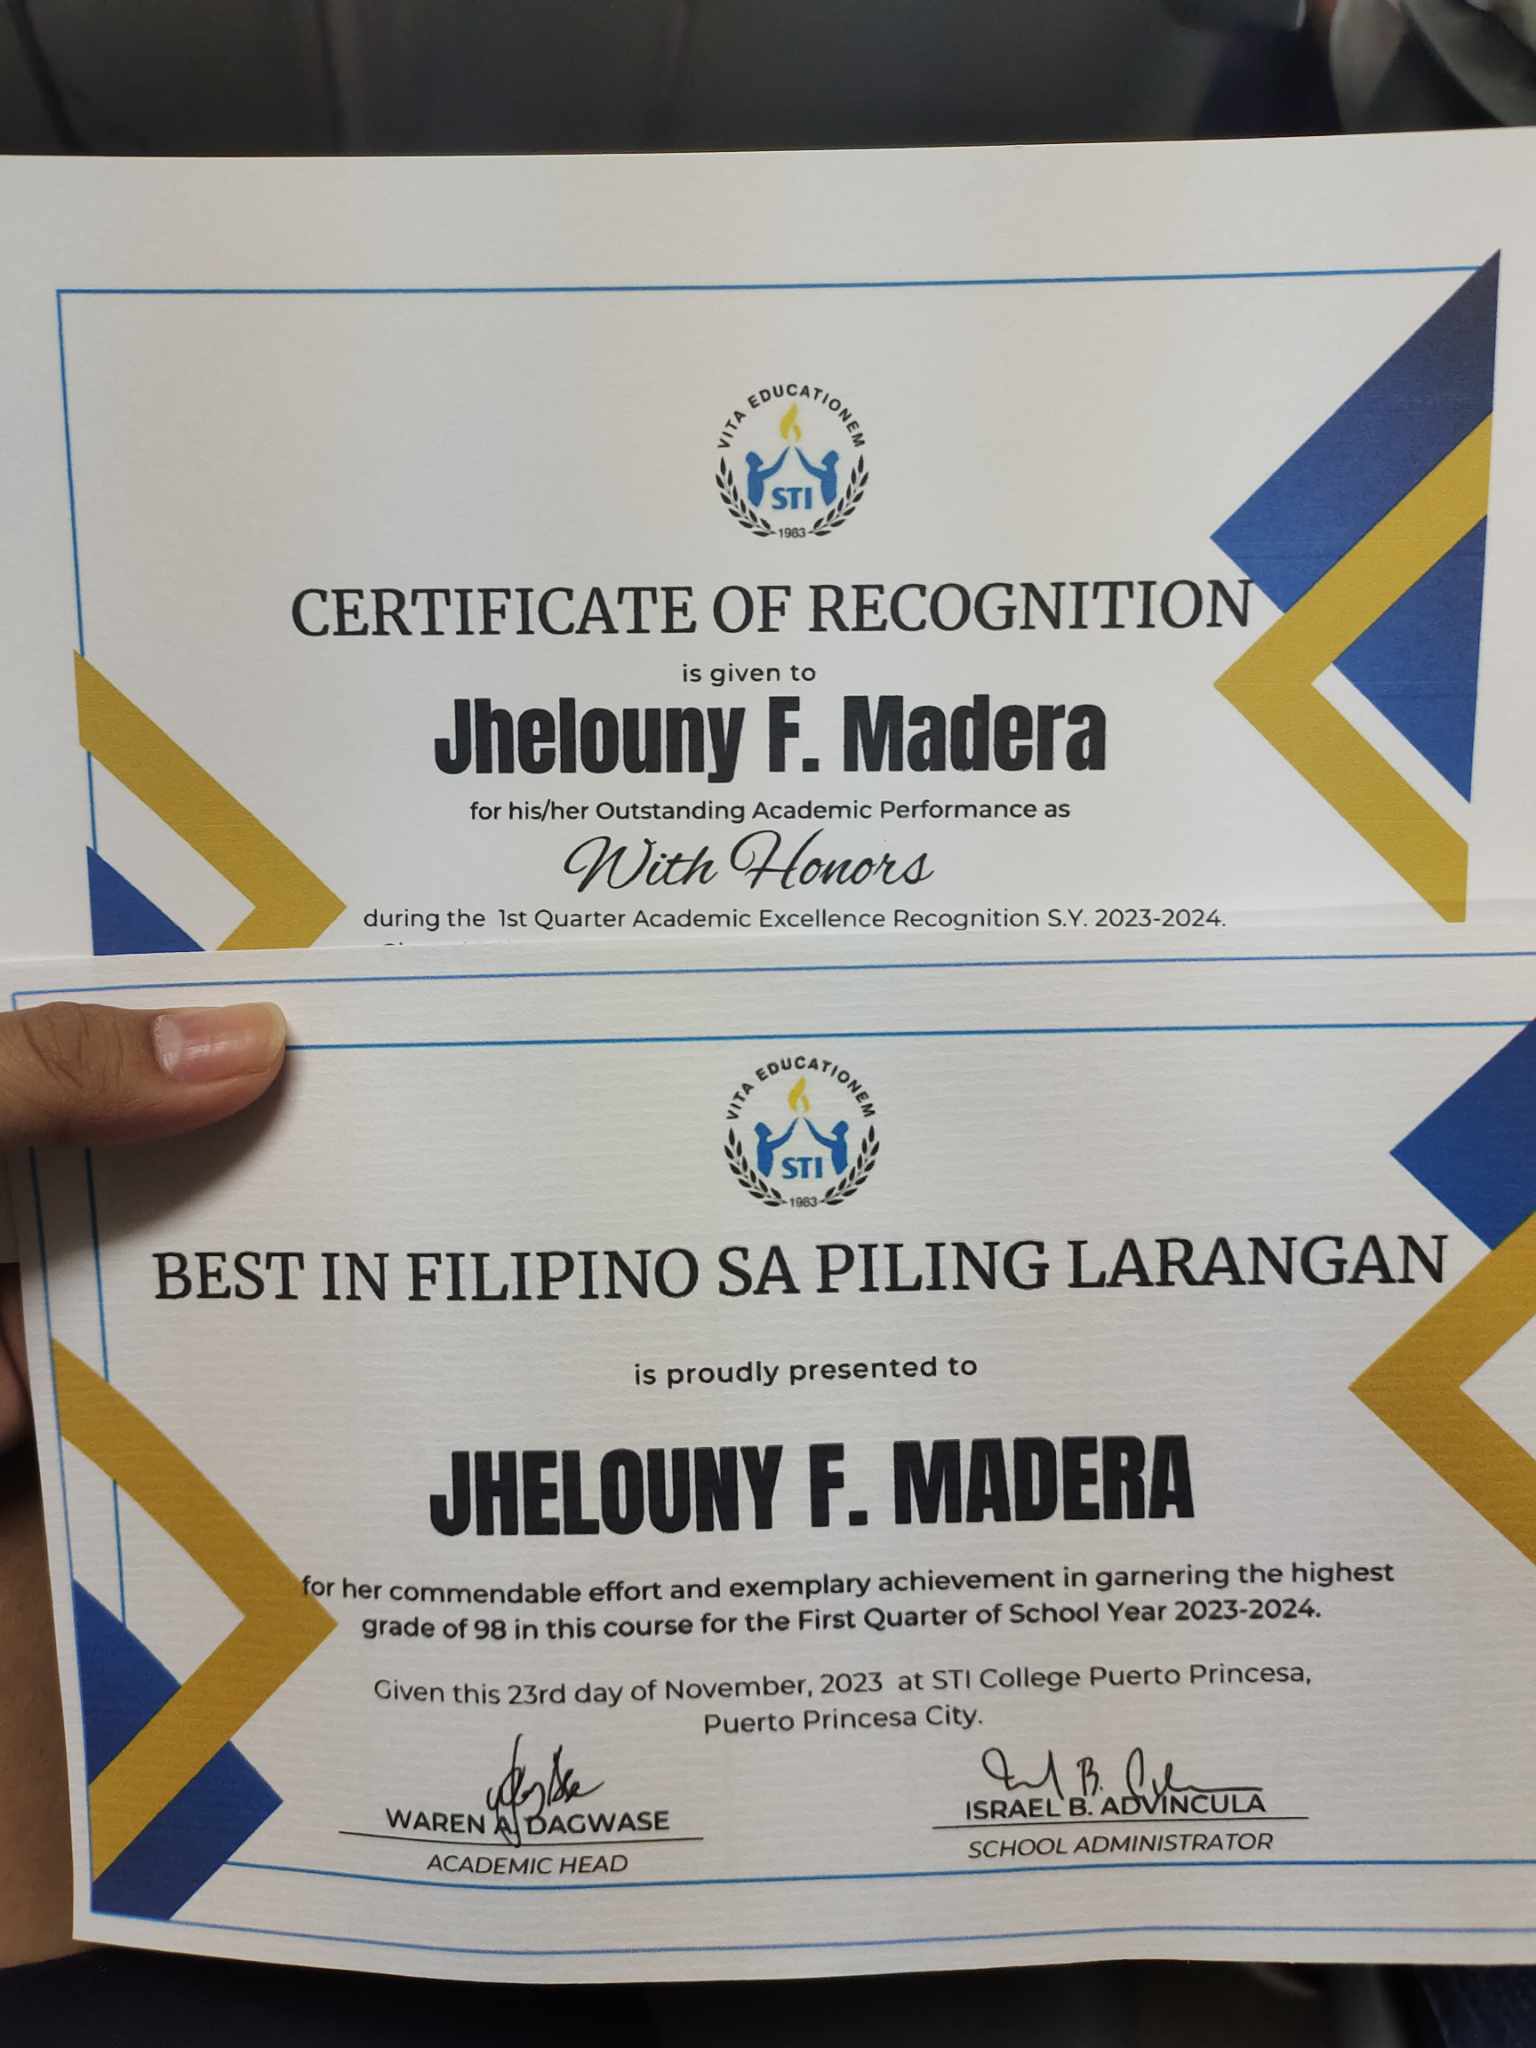 VITA EDUCATIONEM
STI
1983
CERTIFICATE OF RECOGNITION
is given to
Jhelouny F. Madera
for his/her Outstanding Academic Performance as
With Honors
during the 1st Quarter Academic Excellence Recognition S.Y. 2023-2024.
VITA EDUCATIONEM
STI
1983
BEST IN FILIPINO SA PILING LARANGAN
is proudly presented to
JHELOUNY F. MADERA
for her commendable effort and exemplary achievement in garnering the highest
grade of 98 in this course for the First Quarter of School Year 2023-2024.
Given this 23rd day of November, 2023 at STI College Puerto Princesa,
Puerto Princesa City.
WAREN A. DAGWASE
ACADEMIC HEAD
ISRAEL B. ADVINCULA
SCHOOL ADMINISTRATOR